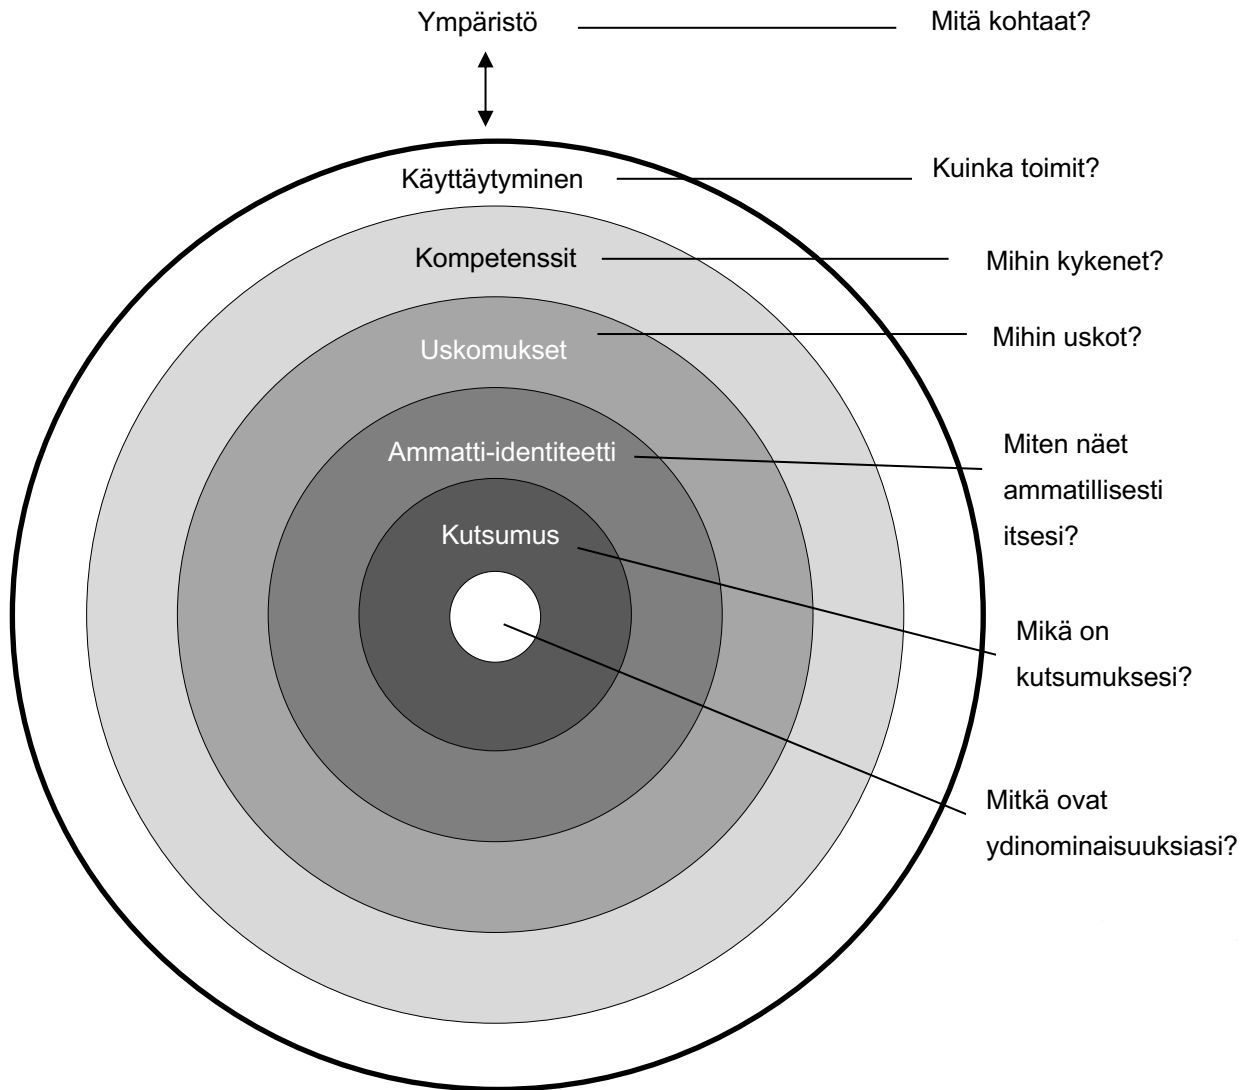 Ympäristö
Mitä kohtaat?
Käyttäytyminen
Kuinka toimit?
Kompetenssit
Mihin kykenet?
Uskomukset
Mihin uskot?
Ammatti-identiteetti
Miten näet
ammatillisesti
itsesi?
Kutsumus
Mikä on
kutsumuksesi?
Mitkä ovat
ydinominaisuuksiasi?